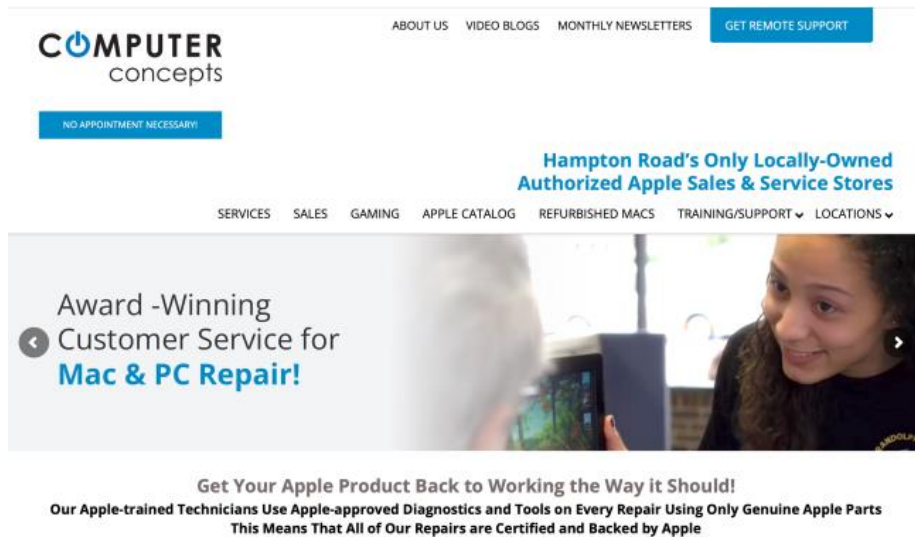 ABOUT US VIDEO BLOGS MONTHLY NEWSLETTERS GET REMOTE SUPPORT
COMPUTER
concepts
NO APPOINTMENT NECESSARY!
Hampton Road's Only Locally-Owned
Authorized Apple Sales & Service Stores
SERVICES SALES GAMING APPLE CATALOG REFURBISHED MACS TRAINING/SUPPORT LOCATIONS
Award -Winning
Customer Service for
Mac & PC Repair!
Get Your Apple Product Back to Working the Way it Should!
Our Apple-trained Technicians Use Apple-approved Diagnostics and Tools on Every Repair Using Only Genuine Apple Parts
This Means That All of Our Repairs are Certified and Backed by Apple